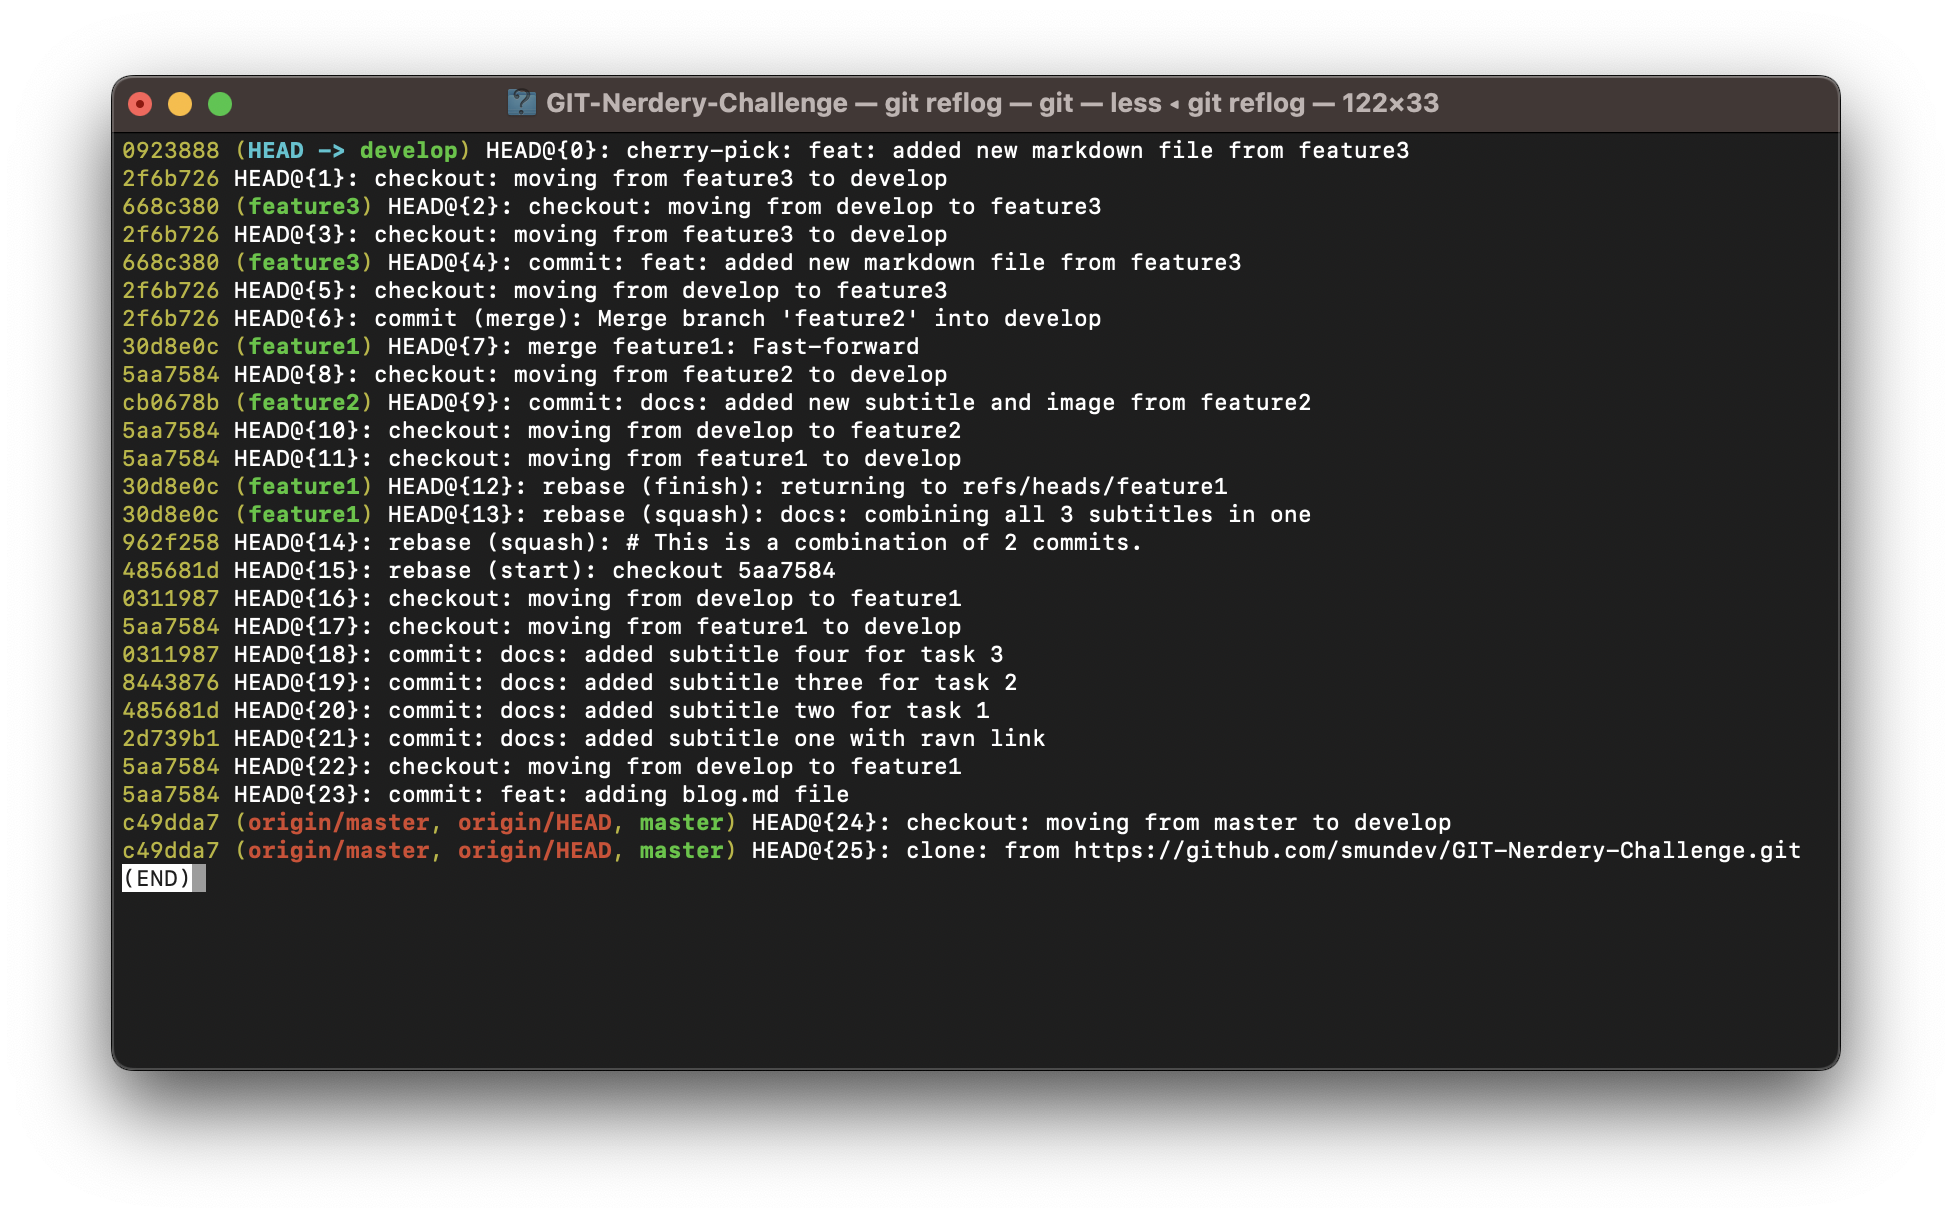 GIT-Nerdery-Challenge — git reflog — git — less ◂ git reflog — 122×33
0923888 (HEAD -> develop) HEAD@{0}: cherry-pick: feat: added new markdown file from feature3
2f6b726 HEAD@{1}: checkout: moving from feature3 to develop
668c380 (feature3) HEAD@{2}: checkout: moving from develop to feature3
2f6b726 HEAD@{3}: checkout: moving from feature3 to develop
668c380 (feature3) HEAD@{4}: commit: feat: added new markdown file from feature3
2f6b726 HEAD@{5}: checkout: moving from develop to feature3
2f6b726 HEAD@{6}: commit (merge): Merge branch 'feature2' into develop
30d8e0c (feature1) HEAD@{7}: merge feature1: Fast-forward
5aa7584 HEAD@{8}: checkout: moving from feature2 to develop
cb0678b (feature2) HEAD@{9}: commit: docs: added new subtitle and image from feature2
5aa7584 HEAD@{10}: checkout: moving from develop to feature2
5aa7584 HEAD@{11}: checkout: moving from feature1 to develop
30d8e0c (feature1) HEAD@{12}: rebase (finish): returning to refs/heads/feature1
30d8e0c (feature1) HEAD@{13}: rebase (squash): docs: combining all 3 subtitles in one
962f258 HEAD@{14}: rebase (squash): # This is a combination of 2 commits.
485681d HEAD@{15}: rebase (start): checkout 5aa7584
0311987 HEAD@{16}: checkout: moving from develop to feature1
5aa7584 HEAD@{17}: checkout: moving from feature1 to develop
0311987 HEAD@{18}: commit: docs: added subtitle four for task 3
8443876 HEAD@{19}: commit: docs: added subtitle three for task 2
485681d HEAD@{20}: commit: docs: added subtitle two for task 1
2d739b1 HEAD@{21}: commit: docs: added subtitle one with ravn link
5aa7584 HEAD@{22}: checkout: moving from develop to feature1
5aa7584 HEAD@{23}: commit: feat: adding blog.md file
c49dda7 (origin/master, origin/HEAD, master) HEAD@{24}: checkout: moving from master to develop
c49dda7 (origin/master, origin/HEAD, master) HEAD@{25}: clone: from https://github.com/smundev/GIT-Nerdery-Challenge.git
(END)